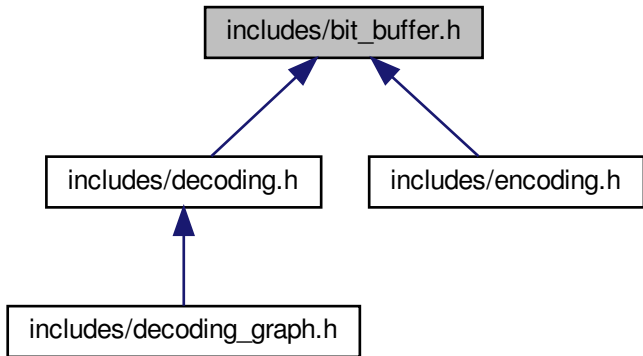 includes/bit_buffer.h
includes/decoding.h
includes/encoding.h
includes/decoding_graph.h